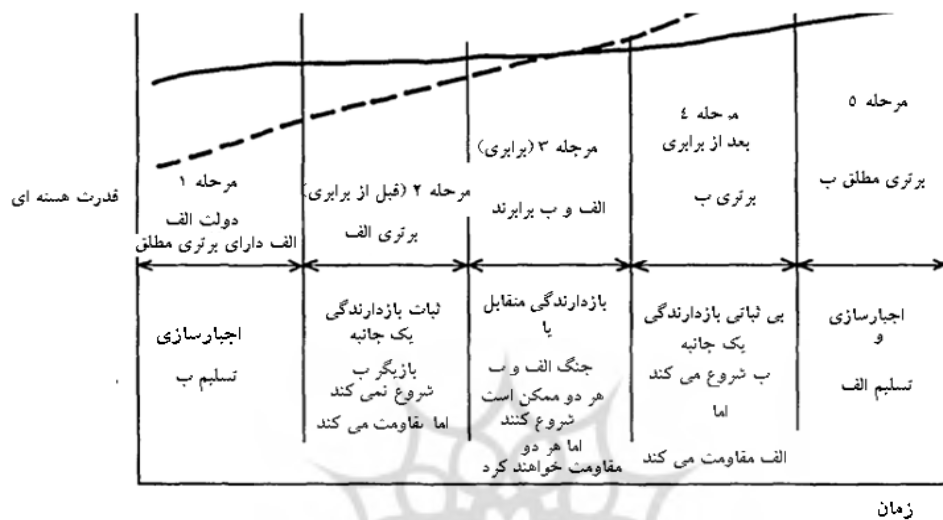 قدرت هسته ای
مرحله ۱
دولت الف
الف دارای برتری مطلق
مرحله ۲ (قبل از برابری)
برتری الف
مرجله ۳ (برابری)
الف و ب برابرند
مرحله ٤
بعد از برابری
برتری ب
مرحله ٥
برتری مطلق ب
اجبارسازی
تسلیم ب
ثبات بازدارندگی
یک جانبه
بازیگر ب
شروع نمی کند
اما مقاومت می کند
بازدارندگی متقابل
یا
جنگ الف و ب
هر دو ممکن است
شروع کنند
اما هر دو
مقاومت خواهند کرد
بی ثباتی بازدارندگی
یک جانبه
ب شروع می کند
اما
الف مقاومت می کند
اجبارسازی
و
تسلیم الف
زمان